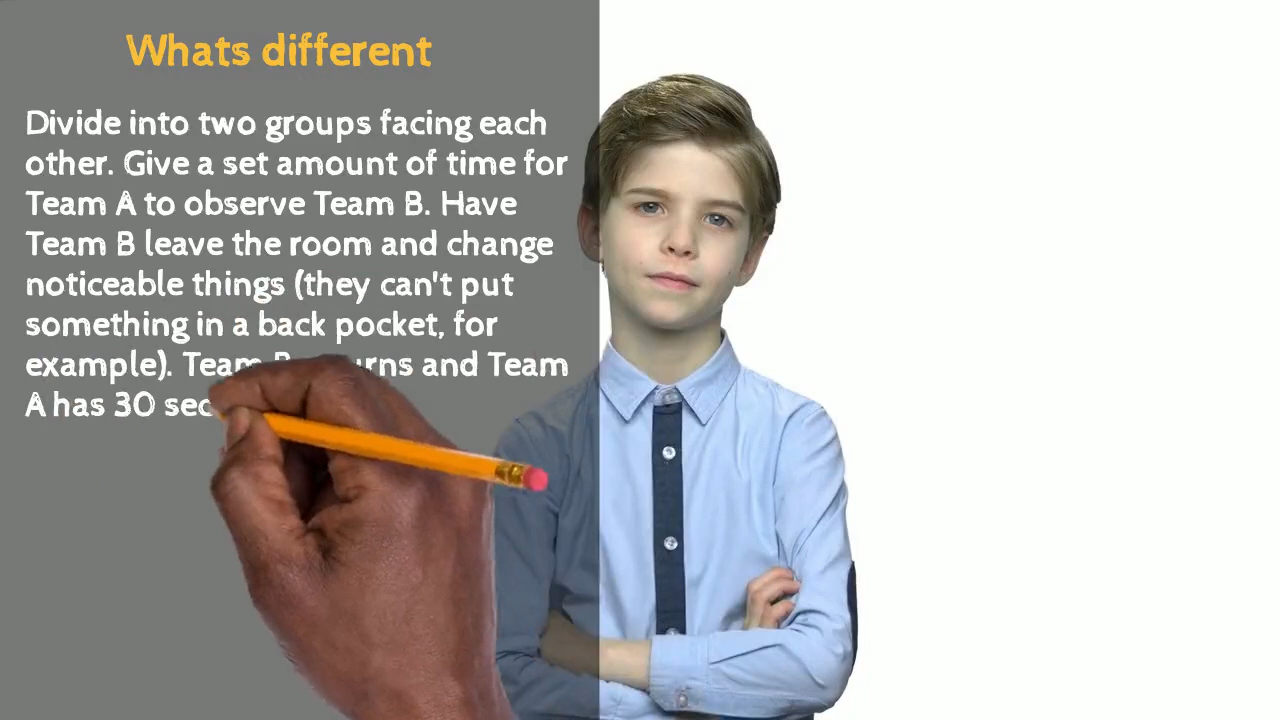 Whats different
Divide into two groups facing each
other. Give a set amount of time for
Team A to observe Team B. Have
Team B leave the room and change
noticeable things (they can't put
something in a back pocket, for
example). Team and Team
A has 30